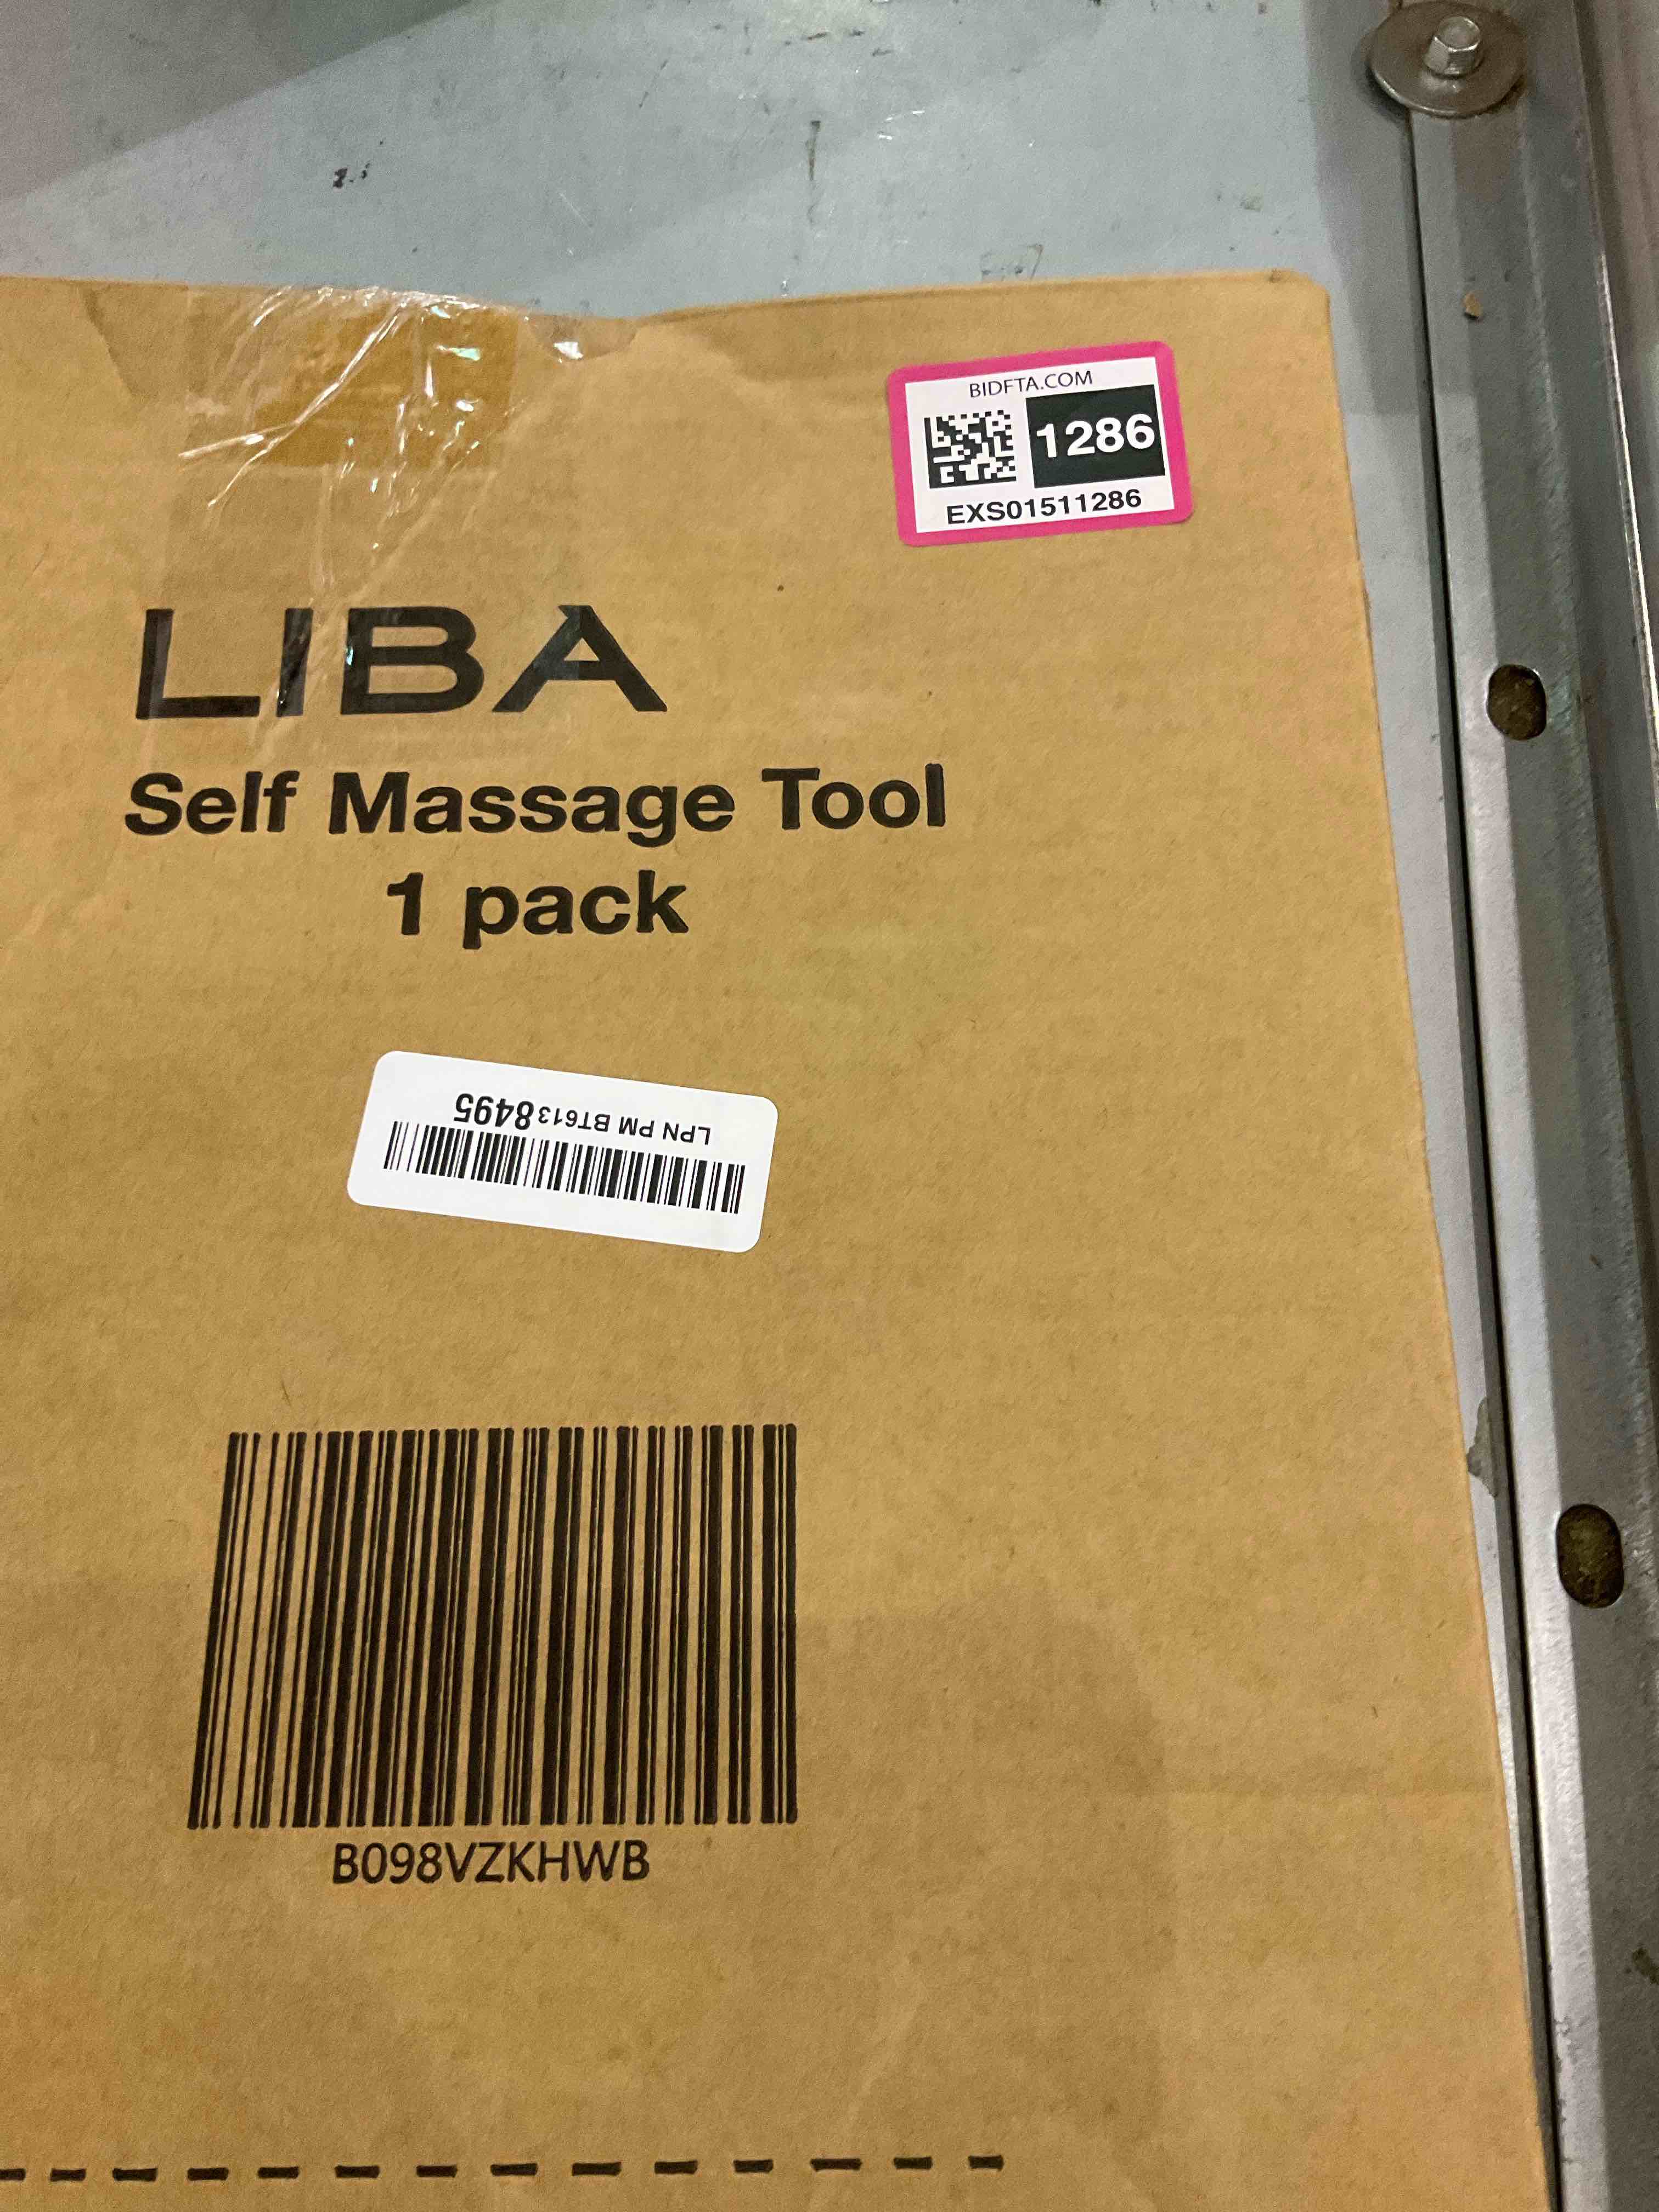 BIDFTA.COM
1286
EXS01511286
LIBA
Self Massage Tool
1 pack
LPN PM BT6138495
B098VZKHWB